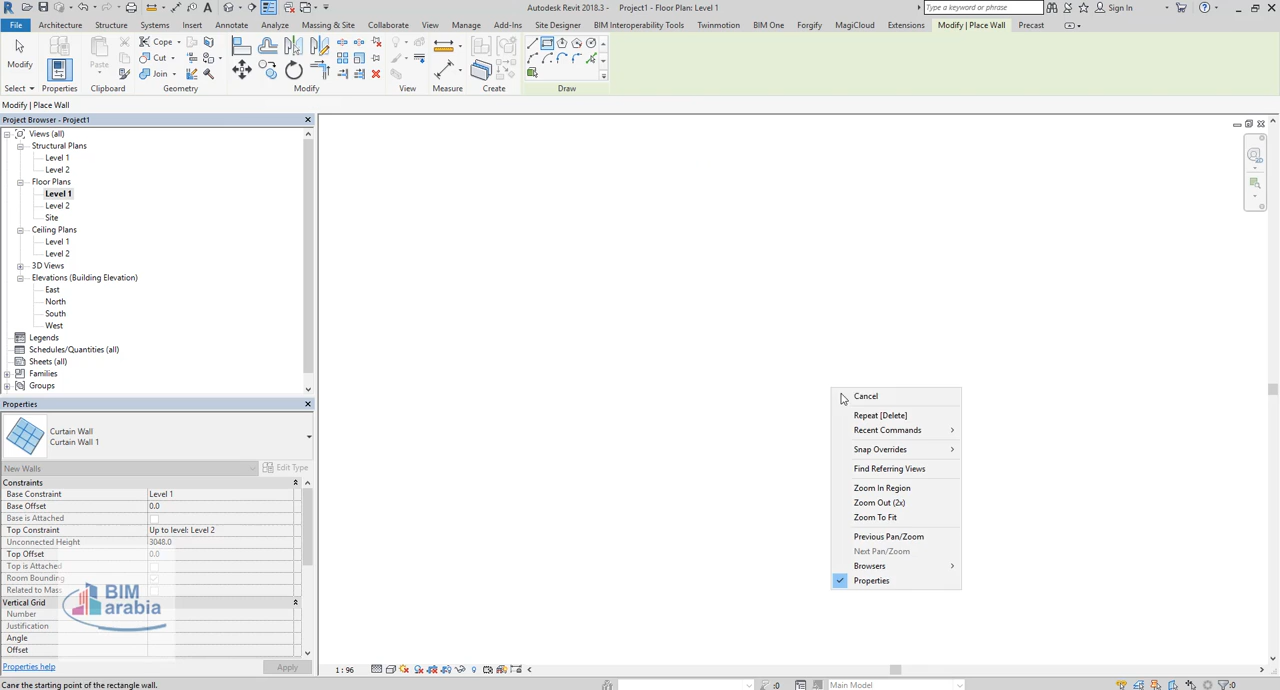 Autodesk Revit 2018.3 - Project1 - Floor Plan: Level 1
Type a keyword or phrase
Sign In
File Architecture Structure Systems Insert Annotate Analyze Massing & Site Collaborate View Manage Add-Ins Site Designer BIM Interoperability Tools Twinmotion BIM One Forgify MagiCloud Extensions Modify | Place Wall Precast
Modify
Paste
Cope
Cut
Join
Select Properties Clipboard Geometry Modify View Measure Create Draw
Modify | Place Wall
Project Browser - Project1
Views (all)
Structural Plans
Level 1
Level 2
Floor Plans
Level 1
Level 2
Site
Ceiling Plans
Level 1
Level 2
3D Views
Elevations (Building Elevation)
East
North
South
West
Legends
Schedules/Quantities (all)
Sheets (all)
Families
Groups
Properties
Curtain Wall
Curtain Wall 1
New Walls
Edit Type
Constraints
Base Constraint Level 1
Base Offset 0.0
Base is Attached
Top Constraint Up to level: Level 2
Unconnected Height 3048.0
Top Offset 0.0
Top is Attached
Room Bounding
Related to Mass
Vertical Grid
Number
Justification
Angle
Offset
BIM
arabia
Properties help
Apply
Cancel
Repeat [Delete]
Recent Commands
Snap Overrides
Find Referring Views
Zoom In Region
Zoom Out (2x)
Zoom To Fit
Previous Pan/Zoom
Next Pan/Zoom
Browsers
Properties
1 : 96
Cane the starting point of the rectangle wall.
:0
Main Model
:0